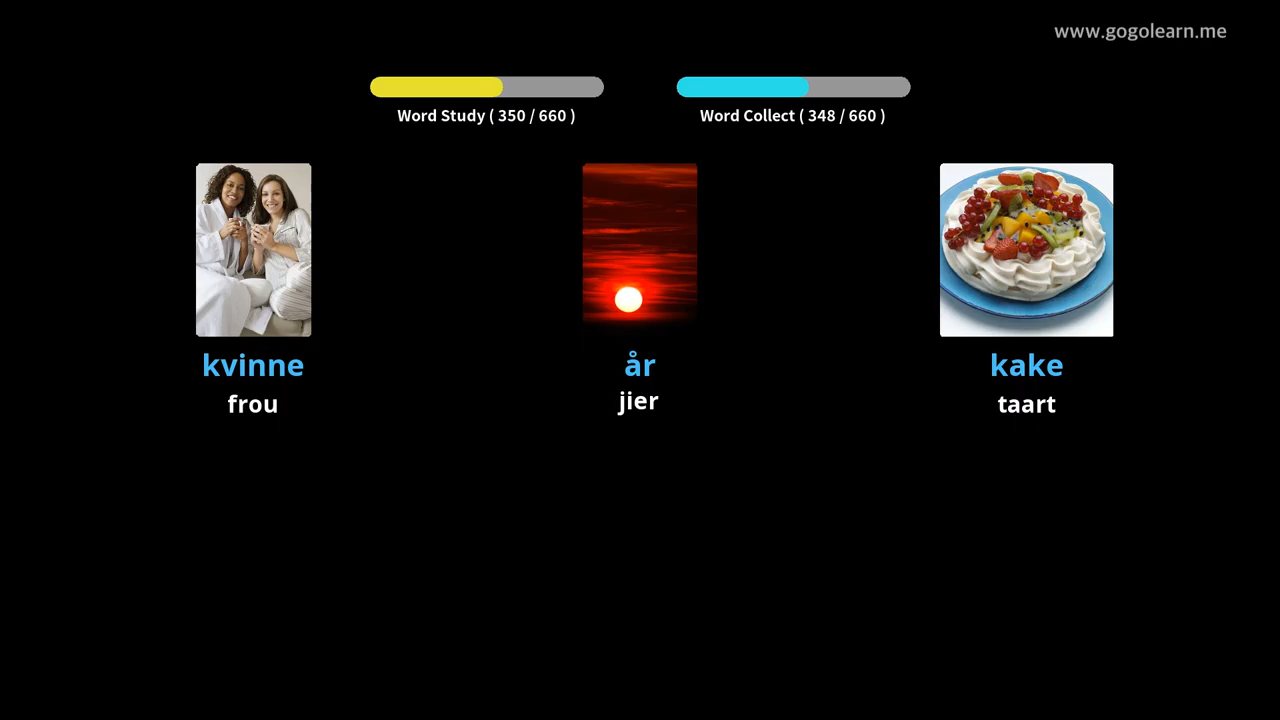 www.gogolearn.me
Word Study ( 350 / 660 )
Word Collect ( 348 / 660 )
kvinne
frou
år
jier
kake
taart